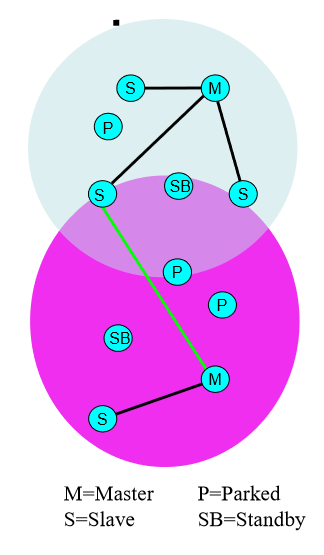 S M
P
S SB S
P
P
SB
M
S
M=Master P=Parked
S=Slave SB=Standby